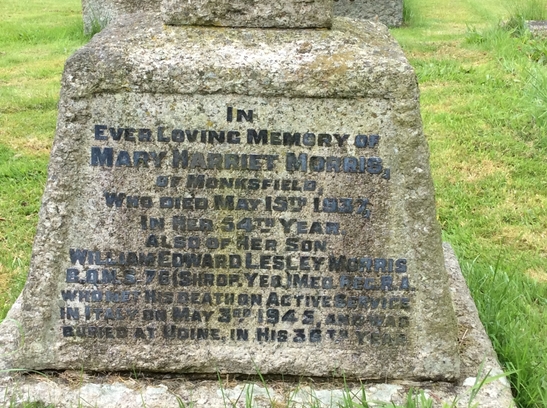 IN
EVER LOVING MEMORY OF
MARY HARRIET MORRIS,
OF MONKSFIELD,
WHO DIED MAY 19TH 1937,
IN HER 54TH YEAR
ALSO OF HER SON
WILLIAM EDWARD LESLEY MORRIS
B.Q.M.S. 76 (SHROP. YEO.) MED. REG. R.A.
WHO MET HIS DEATH ON ACTIVE SERVICE
IN ITALY ON MAY 3RD 1945, AND WAS
BURIED AT UDINE, IN HIS YEAR